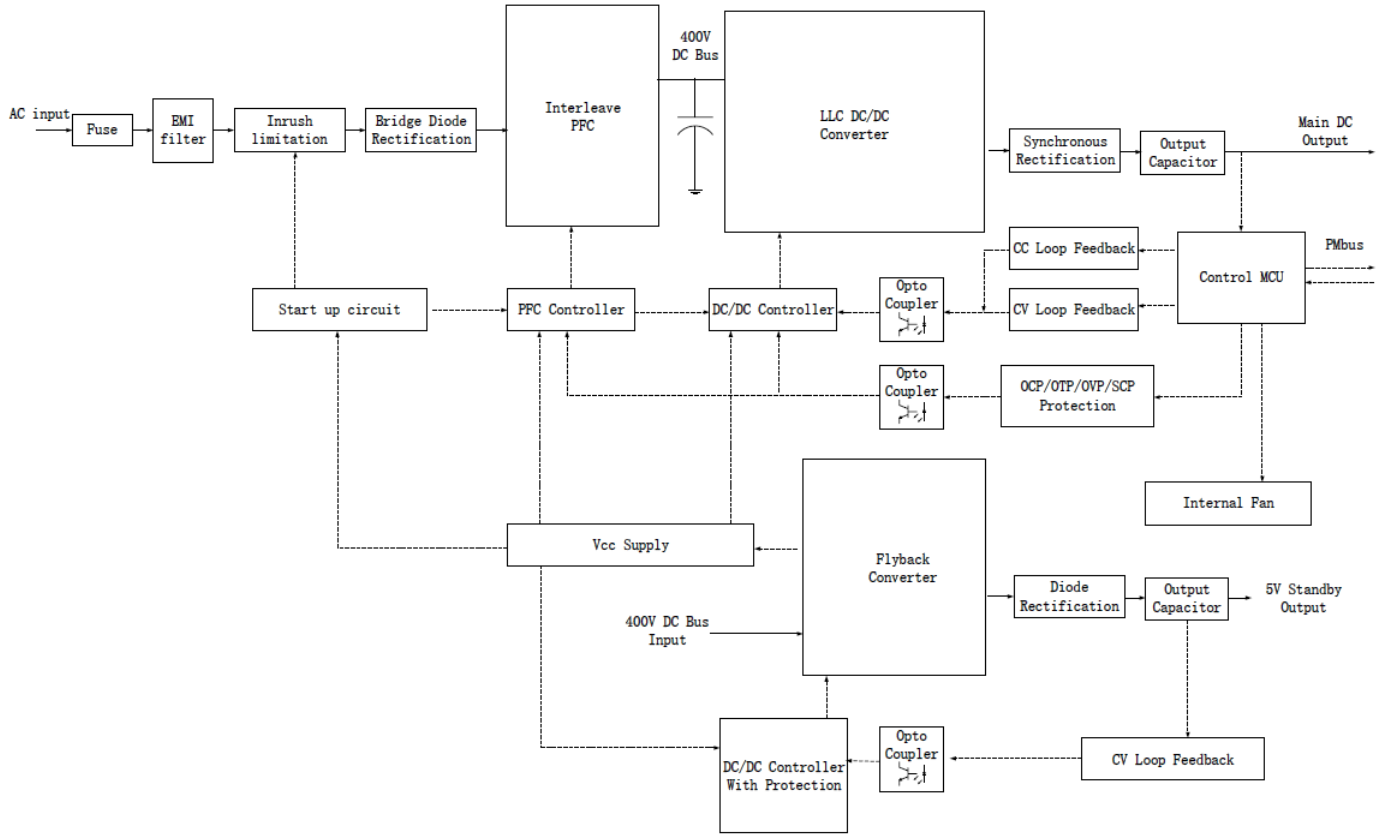 400V
DC Bus
AC input
Fuse
EMI
filter
Inrush
limitation
Bridge Diode
Rectification
Interleave
PFC
LLC DC/DC
Converter
Synchronous
Rectification
Output
Capacitor
Main DC
Output
CC Loop Feedback
Control MCU
PMbus
Start up circuit
PFC Controller
DC/DC Controller
Opto
Coupler
CV Loop Feedback
Opto
Coupler
OCP/OTP/OVP/SCP
Protection
Internal Fan
Vcc Supply
Flyback
Converter
Diode
Rectification
Output
Capacitor
5V Standby
Output
400V DC Bus
Input
DC/DC Controller
With Protection
Opto
Coupler
CV Loop Feedback